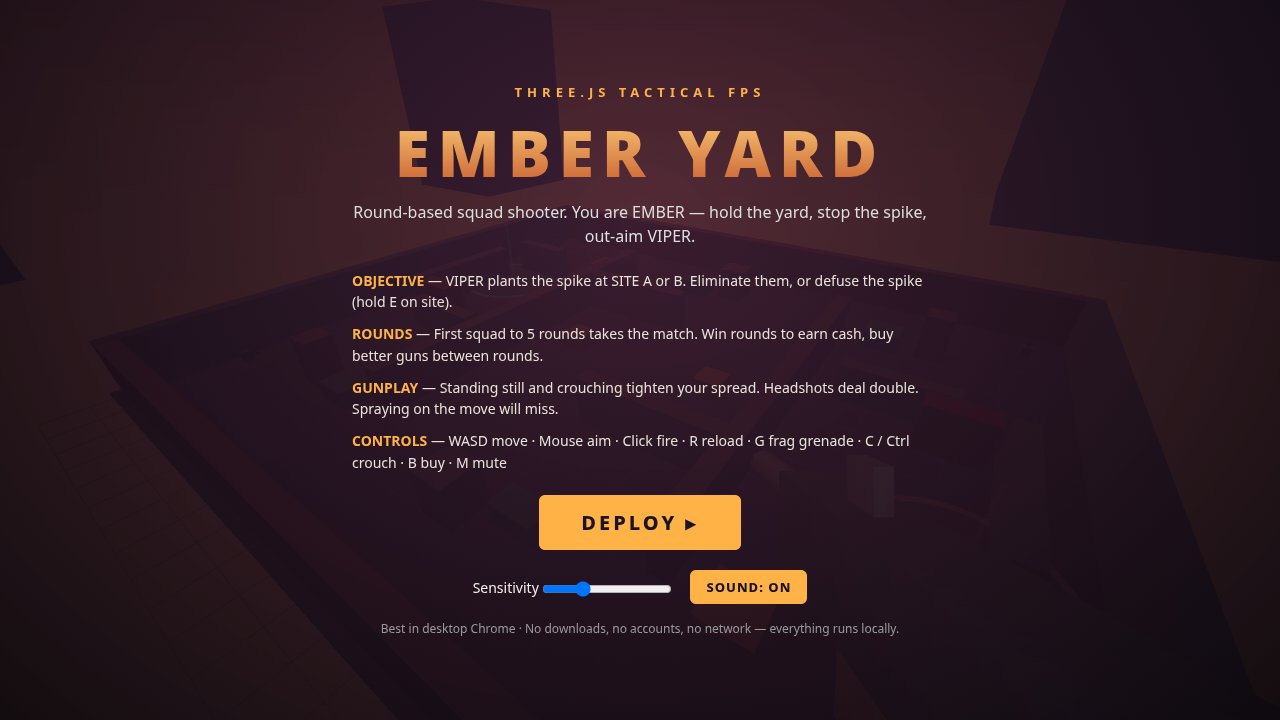 THREE.JS TACTICAL FPS
EMBER YARD
Round-based squad shooter. You are EMBER — hold the yard, stop the spike,
out-aim VIPER.
OBJECTIVE — VIPER plants the spike at SITE A or B. Eliminate them, or defuse the spike
(hold E on site).
ROUNDS — First squad to 5 rounds takes the match. Win rounds to earn cash, buy
better guns between rounds.
GUNPLAY — Standing still and crouching tighten your spread. Headshots deal double.
Spraying on the move will miss.
CONTROLS — WASD move · Mouse aim · Click fire · R reload · G frag grenade · C / Ctrl
crouch · B buy · M mute
DEPLOY ▸
Sensitivity
SOUND: ON
Best in desktop Chrome · No downloads, no accounts, no network — everything runs locally.